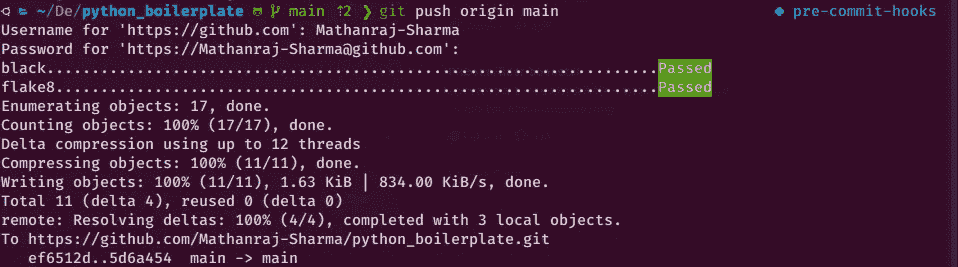 ~/De/python_boilerplate main ⇡2 ❯ git push origin main pre-commit-hooks
Username for 'https://github.com': Mathanraj-Sharma
Password for 'https://Mathanraj-Sharma@github.com':
black....................................................................Passed
flake8...................................................................Passed
Enumerating objects: 17, done.
Counting objects: 100% (17/17), done.
Delta compression using up to 12 threads
Compressing objects: 100% (11/11), done.
Writing objects: 100% (11/11), 1.63 KiB | 834.00 KiB/s, done.
Total 11 (delta 4), reused 0 (delta 0)
remote: Resolving deltas: 100% (4/4), completed with 3 local objects.
To https://github.com/Mathanraj-Sharma/python_boilerplate.git
ef6512d..5d6a454 main -> main